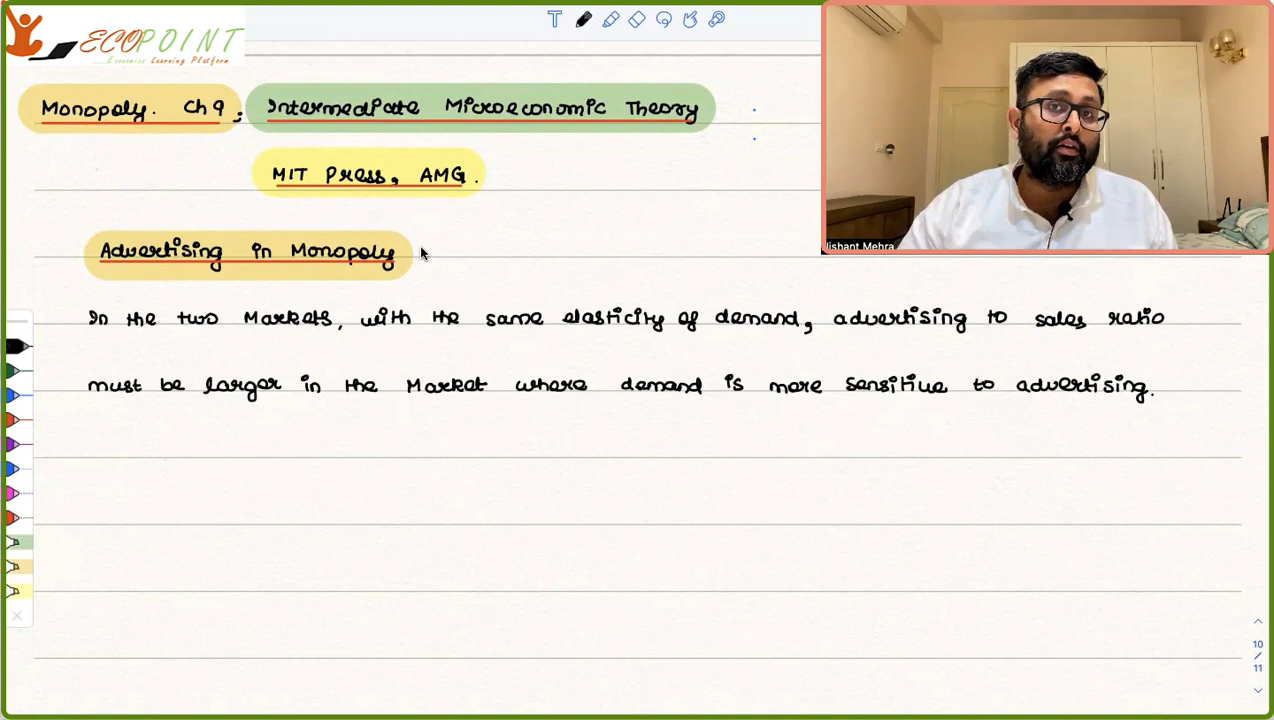 ECOPOINT
Economics Learning Platform
Monopoly. Ch 9 ; Intermediate Microeconomic Theory
MIT Press, AMG.
Nishant Mehra
Advertising in Monopoly
In the two Markets, with the same elasticity of demand, advertising to sales ratio
must be larger in the Market where demand is more sensitive to advertising.
10
/
11